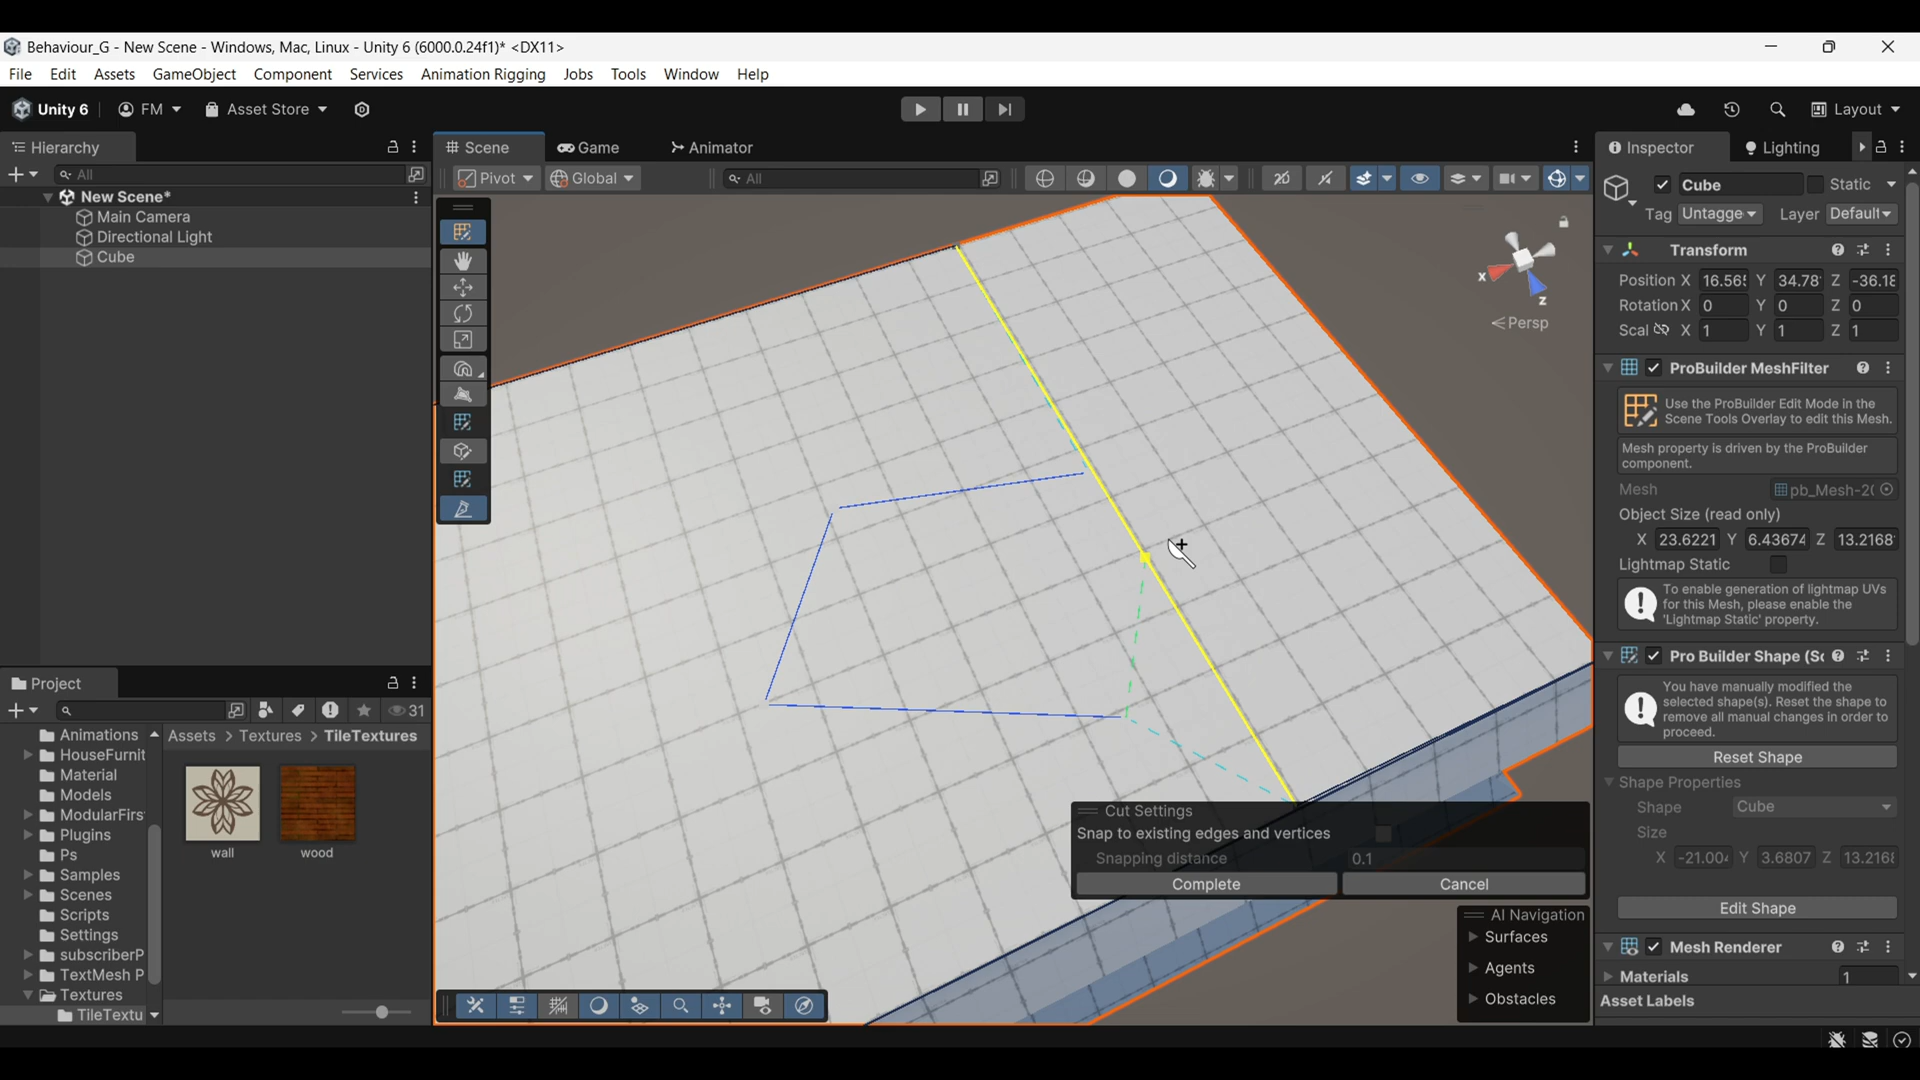 Behaviour_G - New Scene - Windows, Mac, Linux - Unity 6 (6000.0.24f1)* <DX11>
File Edit Assets GameObject Component Services Animation Rigging Jobs Tools Window Help
Unity 6 FM Asset Store Layout
Hierarchy
All
New Scene*
Main Camera
Directional Light
Cube
Scene Game Animator
Pivot Global All 2D
x
z
Persp
Cut Settings
Snap to existing edges and vertices
Snapping distance 0.1
Complete Cancel
AI Navigation
Surfaces
Agents
Obstacles
Project
31
Animations
HouseFurnit
Material
Models
ModularFirs
Plugins
Ps
Samples
Scenes
Scripts
Settings
subscriberP
TextMesh P
Textures
TileTextu
Assets > Textures > TileTextures
wall wood
Inspector Lighting
Cube Static
Tag Untagge Layer Default
Transform
Position X 16.565 Y 34.78 Z -36.18
Rotation X 0 Y 0 Z 0
Scal X 1 Y 1 Z 1
ProBuilder MeshFilter
Use the ProBuilder Edit Mode in the
Scene Tools Overlay to edit this Mesh.
Mesh property is driven by the ProBuilder
component.
Mesh pb_Mesh-2
Object Size (read only)
X 23.6221 Y 6.43674 Z 13.2168
Lightmap Static
To enable generation of lightmap UVs
for this Mesh, please enable the
'Lightmap Static' property.
Pro Builder Shape (Sc
You have manually modified the
selected shape(s). Reset the shape to
remove all manual changes in order to
proceed.
Reset Shape
Shape Properties
Shape Cube
Size
X -21.00 Y 3.6807 Z 13.216
Edit Shape
Mesh Renderer
Materials 1
Asset Labels